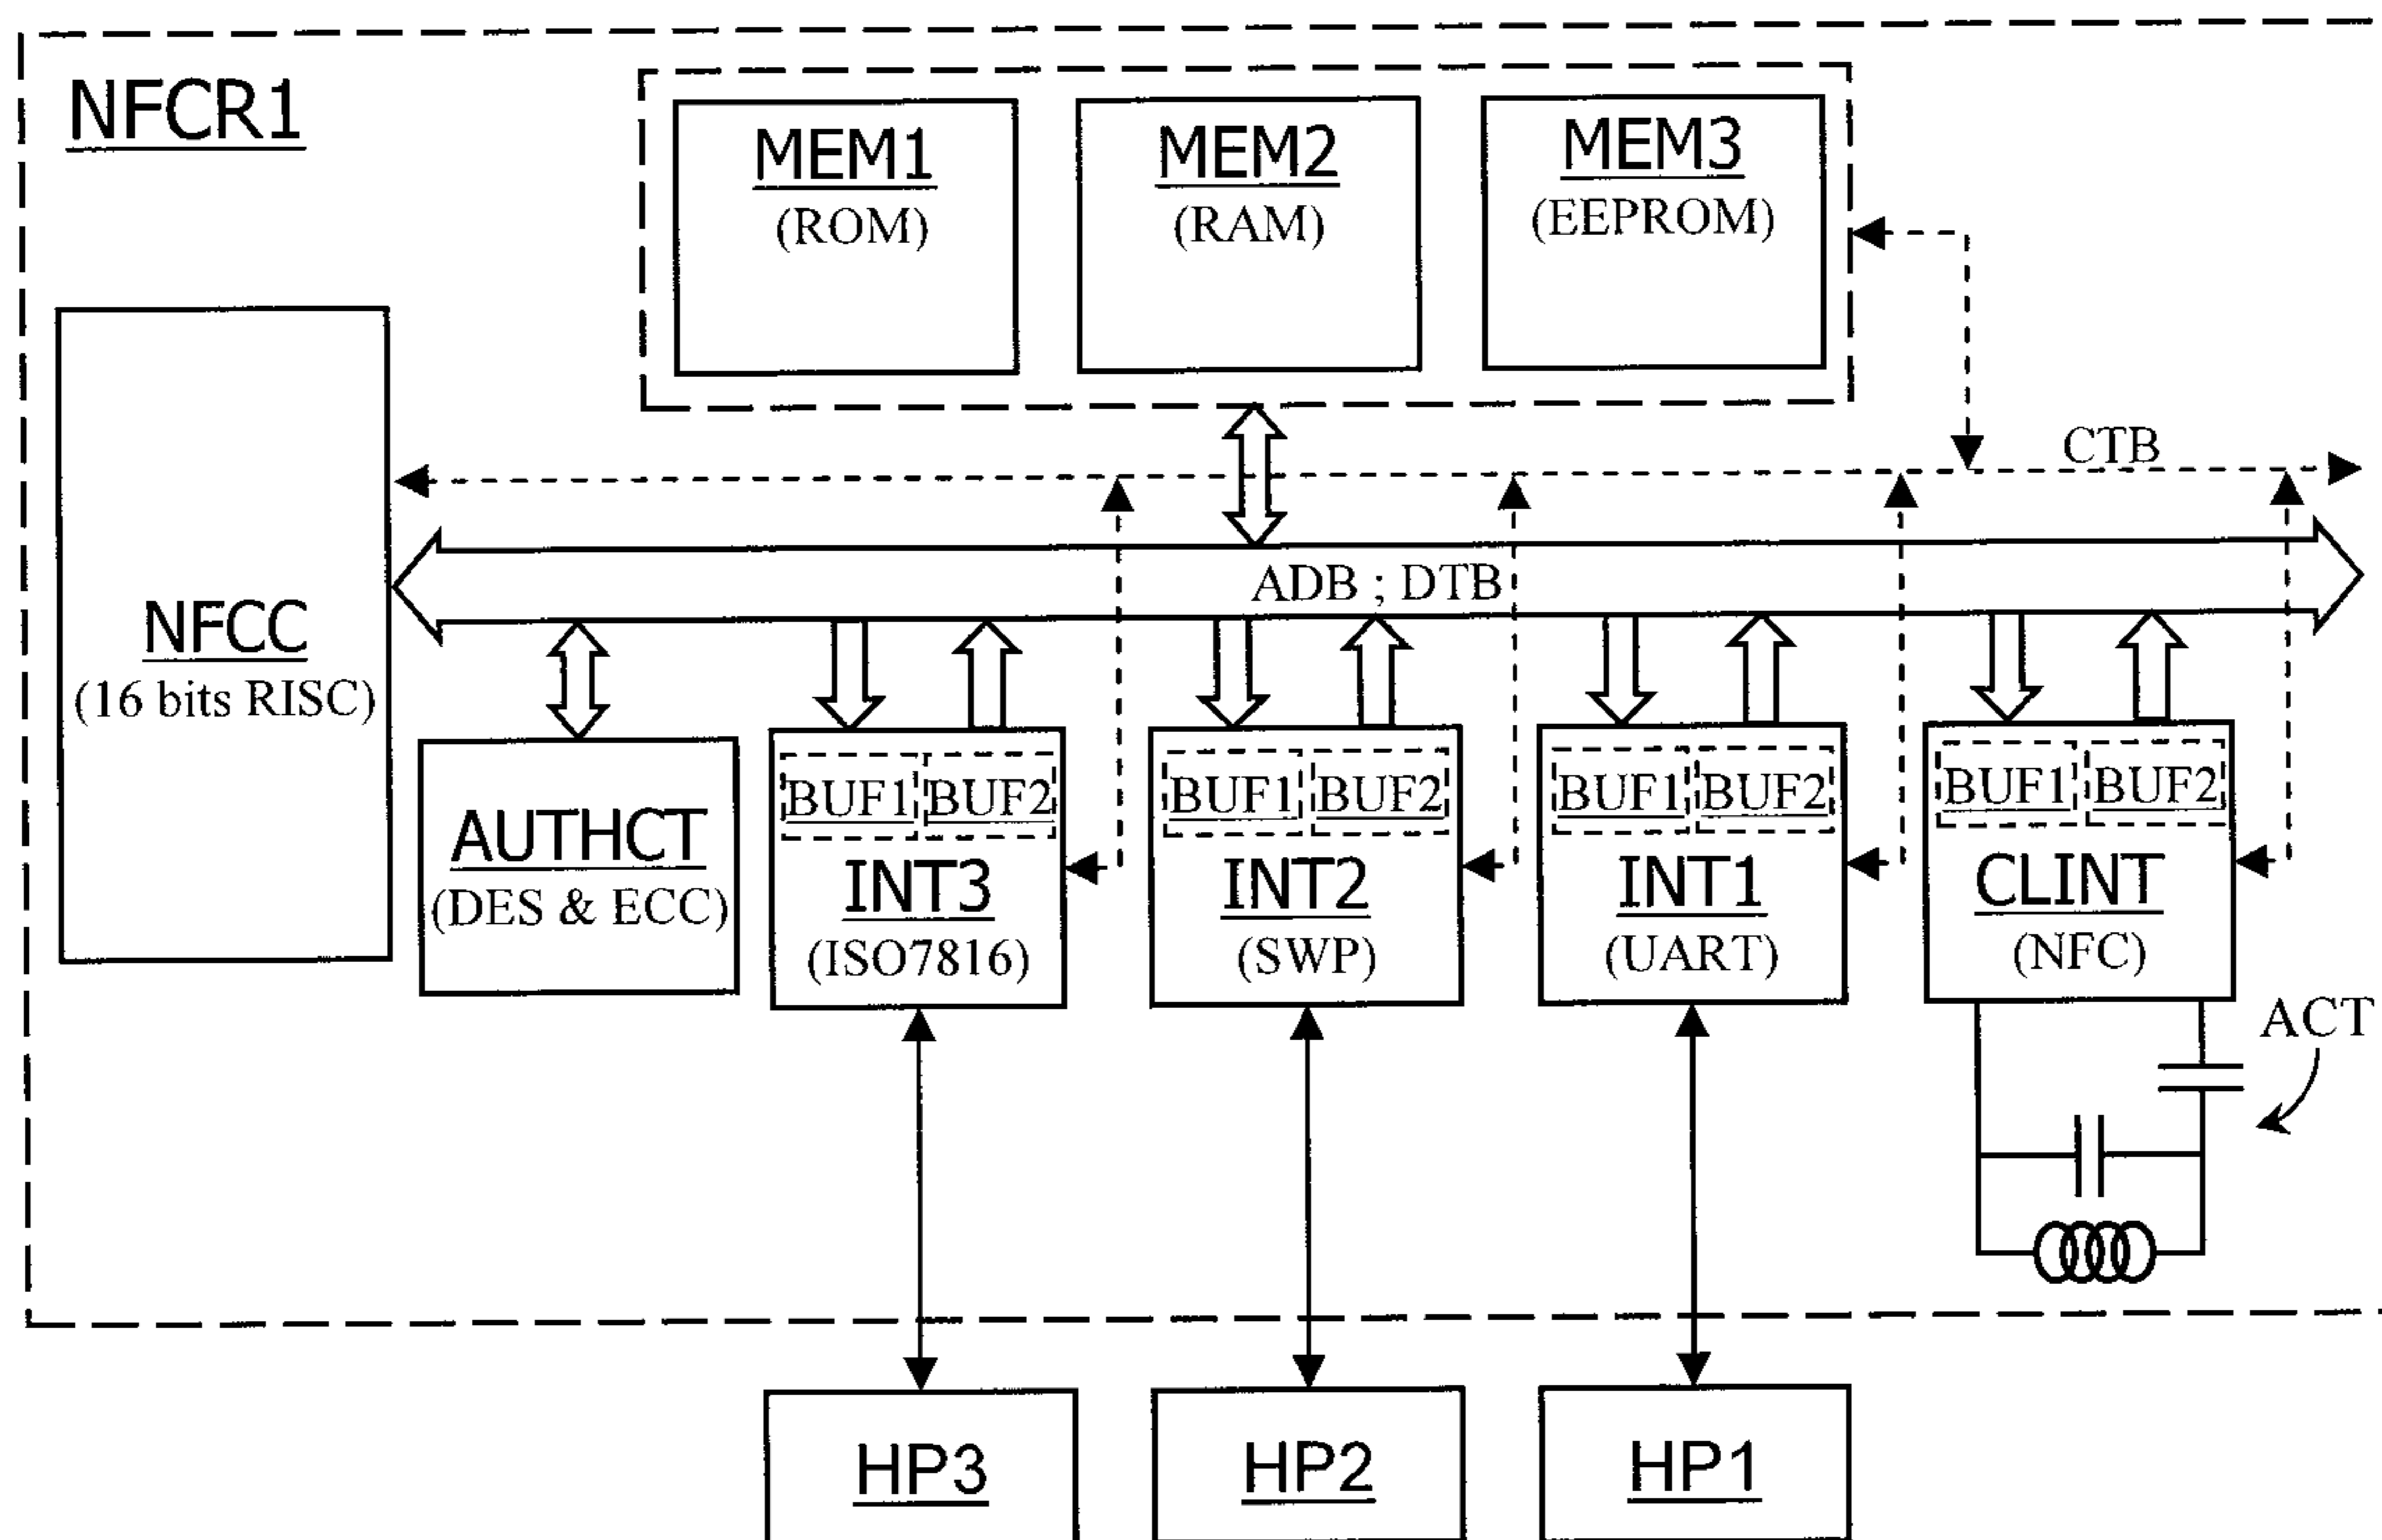 NFCR1
MEM1
(ROM)
MEM2
(RAM)
MEM3
(EEPROM)
CTB
ADB ; DTB
NFCC
(16 bits RISC)
AUTHCT
(DES & ECC)
BUF1 BUF2
INT3
(ISO7816)
BUF1 BUF2
INT2
(SWP)
BUF1 BUF2
INT1
(UART)
BUF1 BUF2
CLINT
(NFC)
ACT
HP3
HP2
HP1